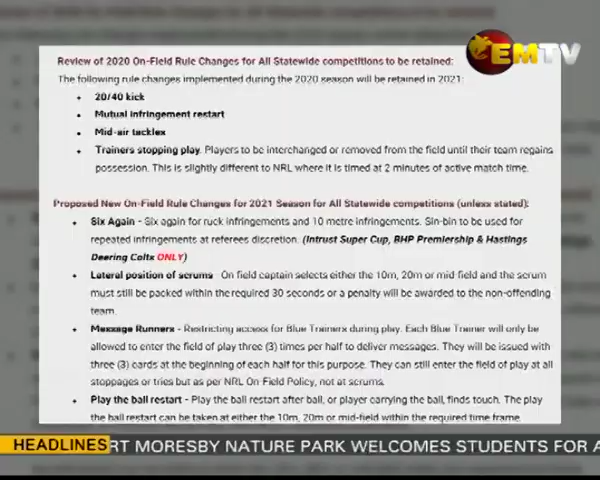 EMTV
Review of 2020 On-Field Rule Changes for All Statewide competitions to be retained:
The following rule changes implemented during the 2020 season will be retained in 2021:
• 20/40 kick
• Mutual infringement restart
• Mid-air tackles
• Trainers stopping play. Players to be interchanged or removed from the field until their team regains
possession. This is slightly different to NRL where it is timed at 2 minutes of active match time.
Proposed New On-Field Rule Changes for 2021 Season for All Statewide competitions (unless stated):
• Six Again - Six again for ruck infringements and 10 metre infringements. Sin-bin to be used for
repeated infringements at referees discretion. (Intrust Super Cup, BHP Premiership & Hastings
Deering Colts ONLY)
• Lateral position of scrums - On field captain selects either the 10m, 20m or mid field and the scrum
must still be packed within the required 30 seconds or a penalty will be awarded to the non-offending
team.
• Message Runners - Restricting access for Blue Trainers during play. Each Blue Trainer will only be
allowed to enter the field of play three (3) times per half to deliver messages. They will be issued with
three (3) cards at the beginning of each half for this purpose. They can still enter the field of play at all
stoppages or tries but as per NRL On-Field Policy, not at scrums.
• Play the ball restart - Play the ball restart after ball, or player carrying the ball, finds touch. The play
the ball restart can be taken at either the 10m, 20m or mid-field within the required time frame.
HEADLINES RT MORESBY NATURE PARK WELCOMES STUDENTS FOR A